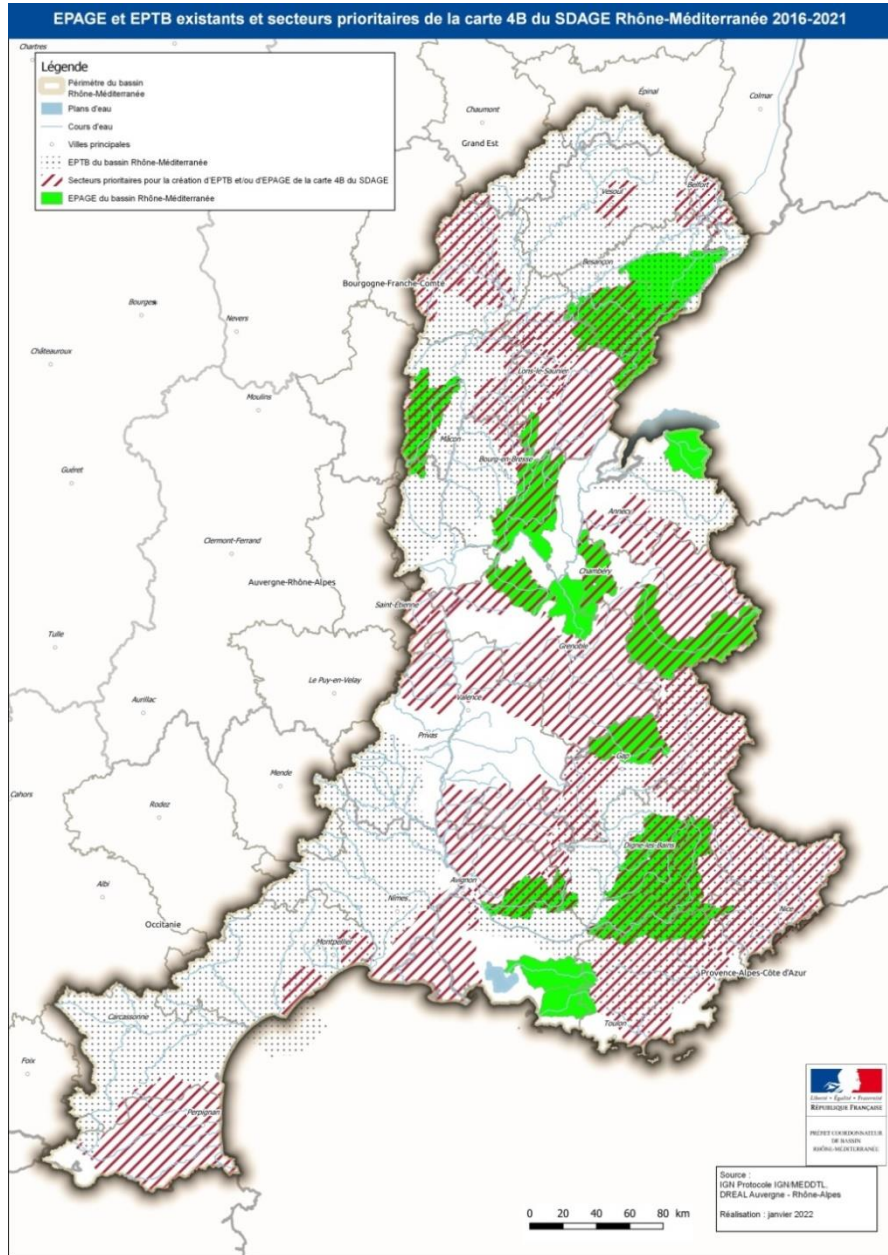 EPAGE et EPTB existants et secteurs prioritaires de la carte 4B du SDAGE Rhône-Méditerranée 2016-2021
Chartres
Légende
Périmètre du bassin
Rhône-Méditerranée
Plans d'eau
Cours d'eau
Villes principales
EPTB du bassin Rhône-Méditerranée
Secteurs prioritaires pour la création d'EPTB et/ou d'EPAGE de la carte 4B du SDAGE
EPAGE du bassin Rhône-Méditerranée
Épinal
Colmar
Chaumont
Grand Est
Vesoul
Belfort
Besançon
Bourgogne-Franche-Comté
Bourges
Nevers
Châteauroux
Lons-le-Saunier
Moulins
Mâcon
Bourg-en-Bresse
Guéret
Annecy
Clermont-Ferrand
Chambéry
Auvergne-Rhône-Alpes
Saint-Étienne
Tulle
Grenoble
Le Puy-en-Velay
Valence
Aurillac
Privas
Gap
Mende
Cahors
Rodez
Digne-les-Bains
Avignon
Albi
Nîmes
Nice
Occitanie
Montpellier
Provence-Alpes-Côte d'Azur
Carcassonne
Toulon
Foix
Perpignan
Liberté • Égalité • Fraternité
RÉPUBLIQUE FRANÇAISE
PRÉFET COORDONNATEUR
DE BASSIN
RHÔNE-MÉDITERRANÉE
Source :
IGN Protocole IGN/MEDDTL,
DREAL Auvergne - Rhône-Alpes
Réalisation : janvier 2022
0 20 40 60 80 km